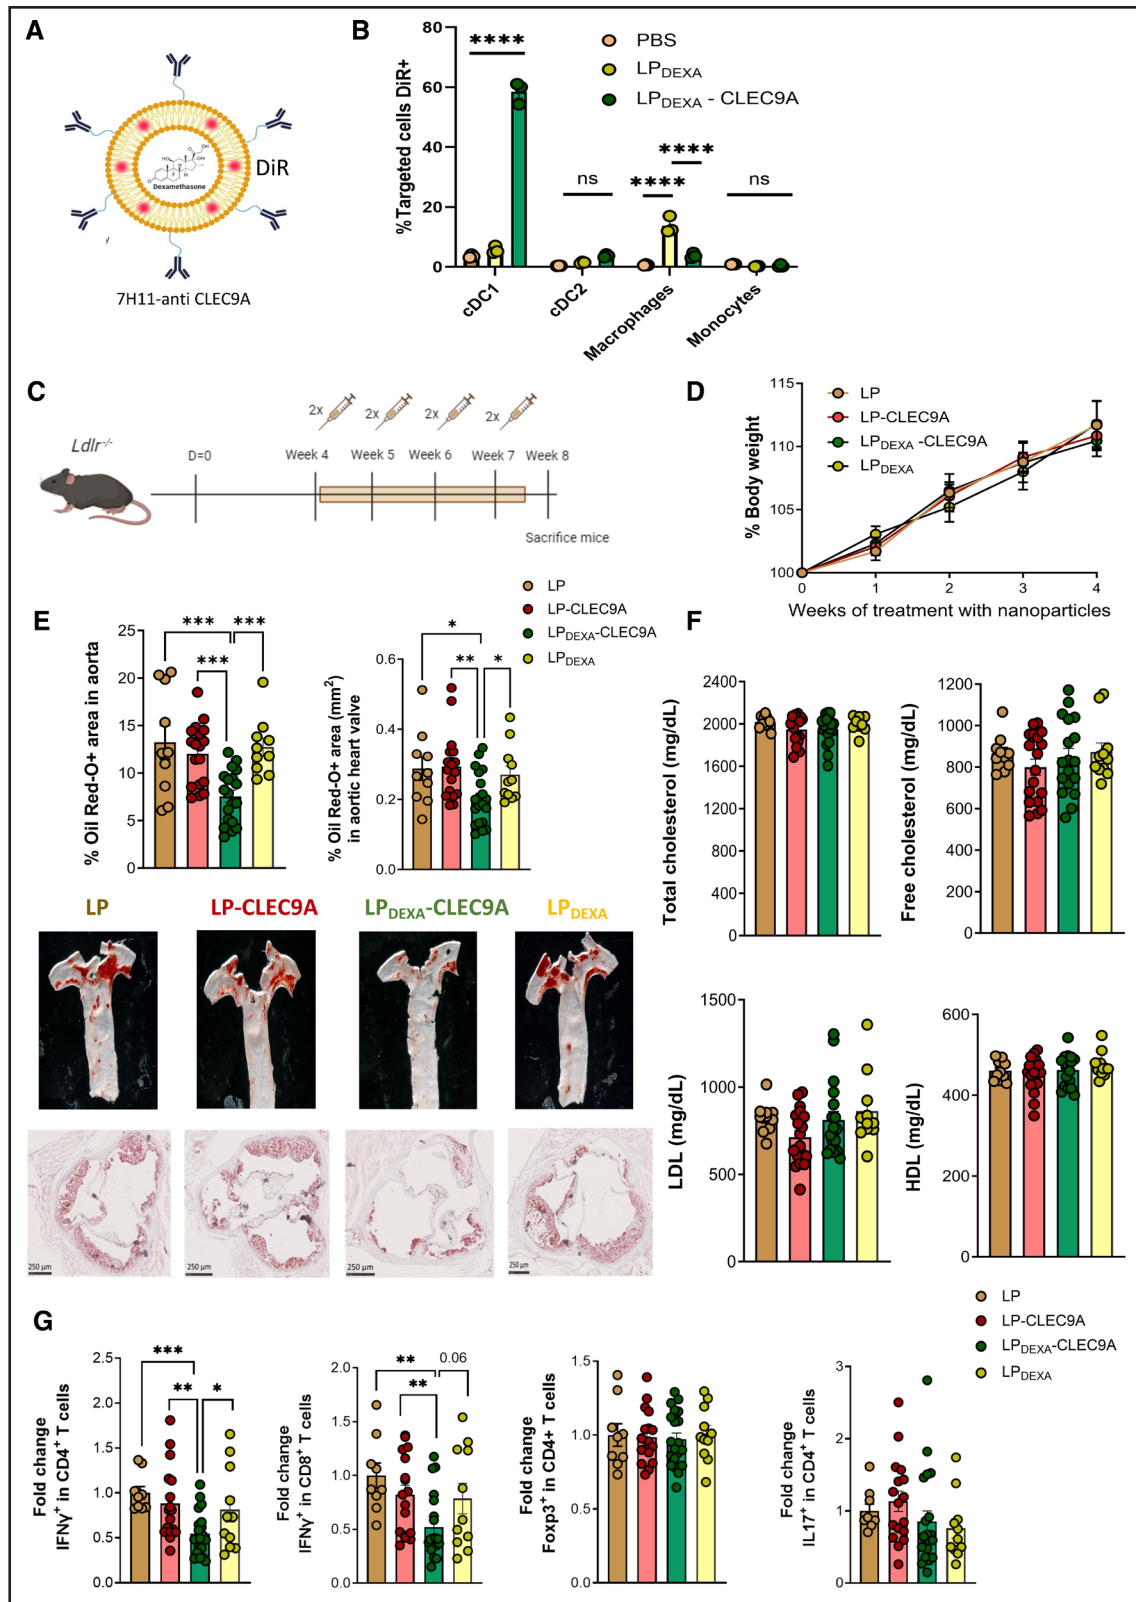 A
Dexamethasone
DiR
7H11-anti CLEC9A
B
%Targeted cells DiR+
80
60
40
20
0
****
ns
****
****
ns
PBS
LPDEXA
LPDEXA - CLEC9A
cDC1
cDC2
Macrophages
Monocytes
C
Ldlr-/-
2x
2x
2x
2x
D=0
Week 4
Week 5
Week 6
Week 7
Week 8
Sacrifice mice
D
% Body weight
115
110
105
100
LP
LP-CLEC9A
LPDEXA -CLEC9A
LPDEXA
0
1
2
3
4
Weeks of treatment with nanoparticles
E
LP
LP-CLEC9A
LPDEXA-CLEC9A
LPDEXA
% Oil Red-O+ area in aorta
25
20
15
10
5
0
***
***
***
% Oil Red-O+ area (mm2)
in aortic heart valve
0.6
0.4
0.2
0.0
*
**
*
LP
LP-CLEC9A
LPDEXA-CLEC9A
LPDEXA
250 µm
250 µm
250 µm
250 µm
F
Total cholesterol (mg/dL)
2400
2000
1600
1200
800
400
0
Free cholesterol (mg/dL)
1200
1000
800
600
400
200
0
LDL (mg/dL)
1500
1000
500
0
HDL (mg/dL)
600
400
200
0
LP
LP-CLEC9A
LPDEXA-CLEC9A
LPDEXA
G
Fold change
IFNγ+ in CD4+ T cells
2.5
2.0
1.5
1.0
0.5
0.0
***
**
*
Fold change
IFNγ+ in CD8+ T cells
2.0
1.5
1.0
0.5
0.0
**
**
0.06
Fold change
Foxp3+ in CD4+ T cells
1.5
1.0
0.5
0.0
Fold change
IL17+ in CD4+ T cells
3
2
1
0